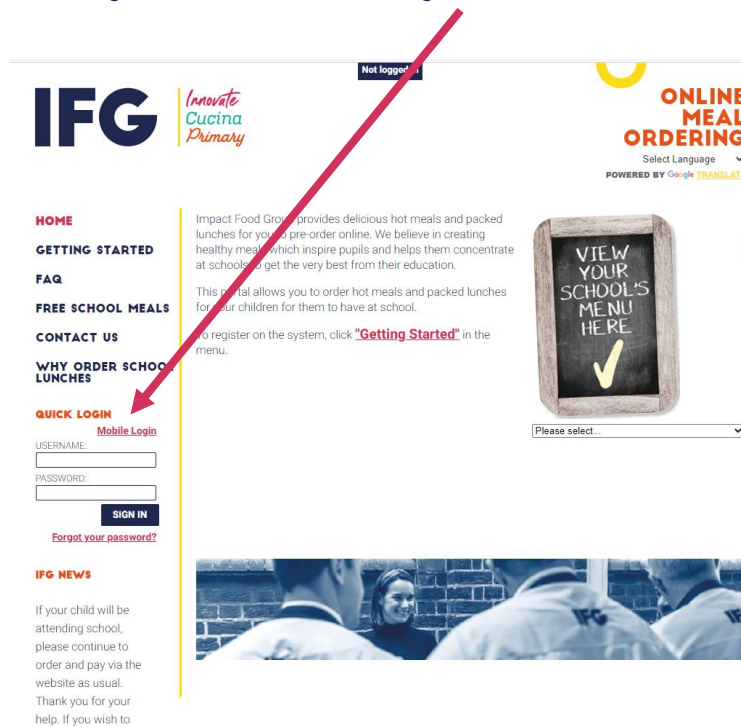 Not logged
IFG
Innovate
Cucina
Primary
ONLINE
MEAL
ORDERING
Select Language
POWERED BY Google TRANSLAT
HOME
GETTING STARTED
FAQ
FREE SCHOOL MEALS
CONTACT US
WHY ORDER SCHOOL
LUNCHES
QUICK LOGIN
Mobile Login
USERNAME:
PASSWORD:
SIGN IN
Forgot your password?
IFG NEWS
If your child will be
attending school,
please continue to
order and pay via the
website as usual.
Thank you for your
help. If you wish to
Impact Food Group provides delicious hot meals and packed
lunches for you to pre-order online. We believe in creating
healthy meals which inspire pupils and helps them concentrate
at schools to get the very best from their education.
This portal allows you to order hot meals and packed lunches
for your children for them to have at school.
To register on the system, click "Getting Started" in the
menu.
VIEW
YOUR
SCHOOL'S
MENU
HERE
Please select...
IFG